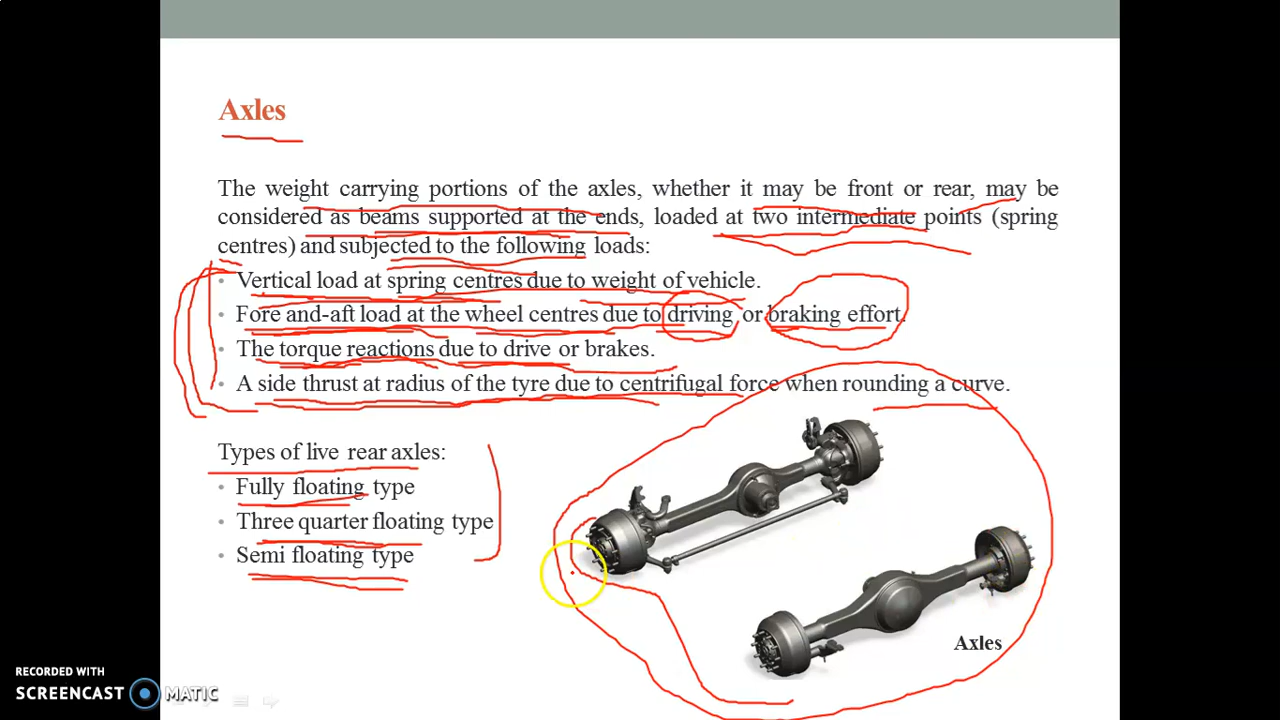 Axles
The weight carrying portions of the axles, whether it may be front or rear, may be
considered as beams supported at the ends, loaded at two intermediate points (spring
centres) and subjected to the following loads:
• Vertical load at spring centres due to weight of vehicle.
• Fore and-aft load at the wheel centres due to driving or braking effort.
• The torque reactions due to drive or brakes.
• A side thrust at radius of the tyre due to centrifugal force when rounding a curve.
Types of live rear axles:
• Fully floating type
• Three quarter floating type
• Semi floating type
Axles
RECORDED WITH
SCREENCAST MATIC